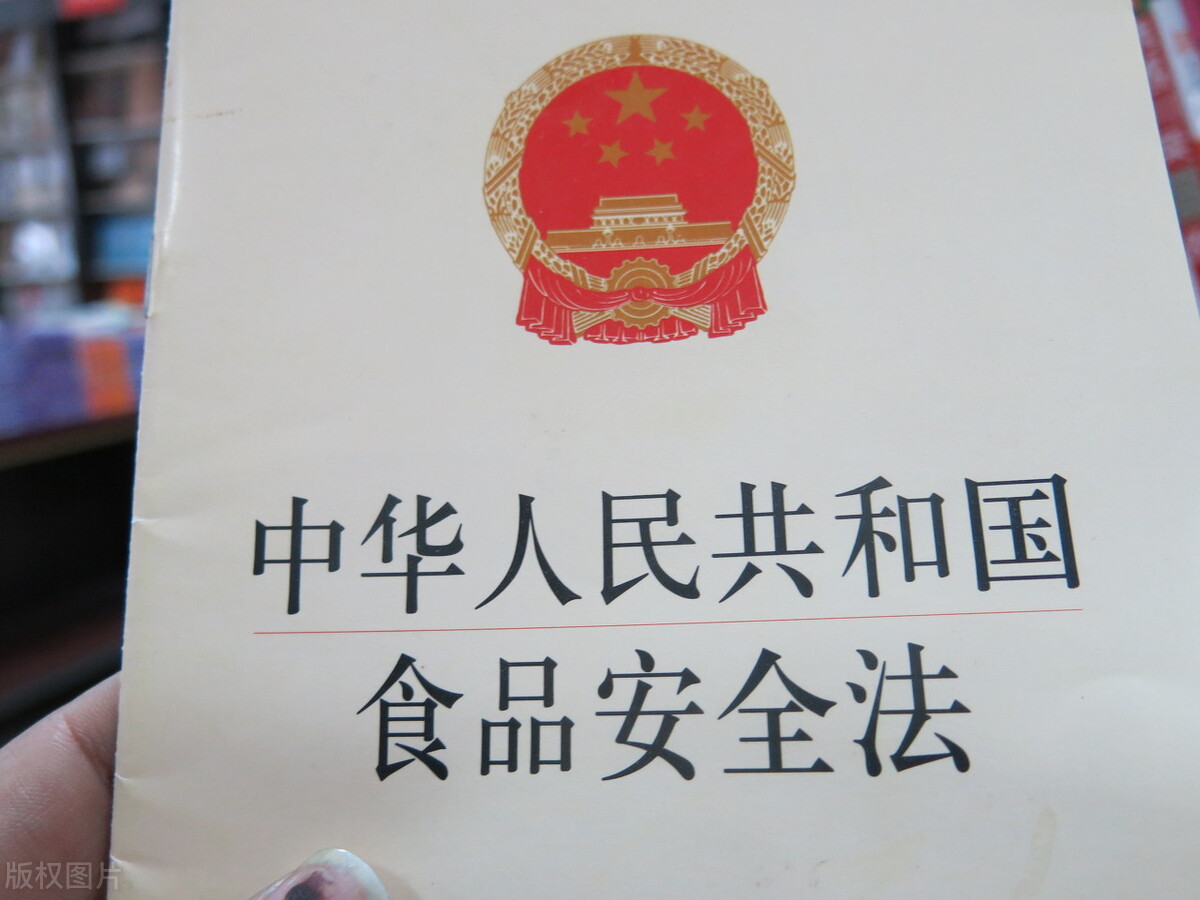 中华人民共和国
食品安全法
版权图片